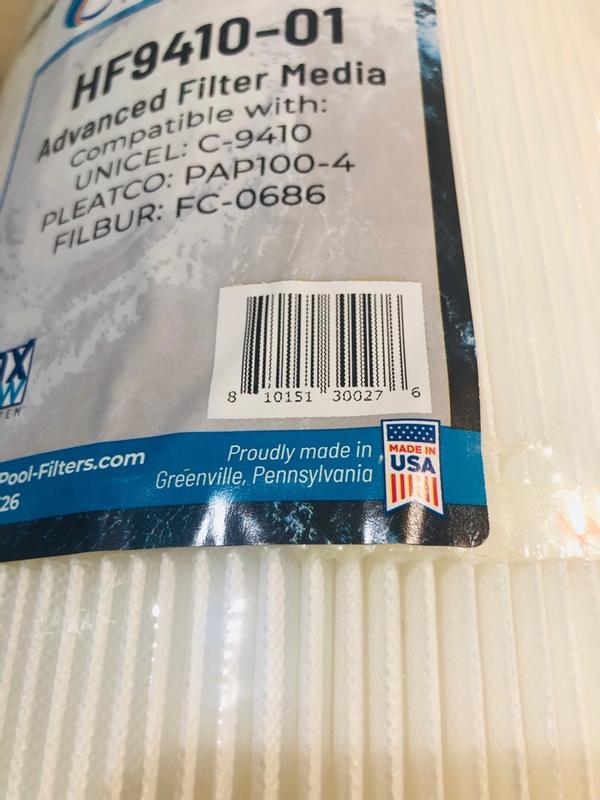 HF9410-01
Advanced Filter Media
Compatible with:
UNICEL: C-9410
PLEATCO: PAP100-4
FILBUR: FC-0686
8 10151 30027 6
Pool-Filters.com
26
Proudly made in
Greenville, Pennsylvania
MADE IN
USA